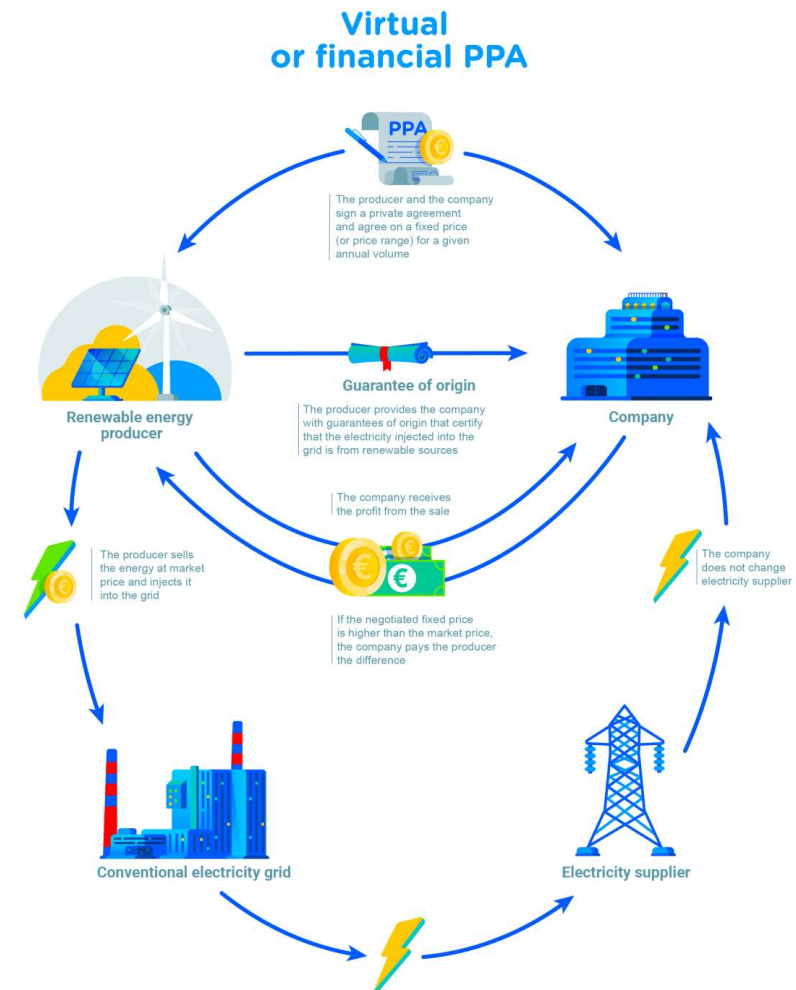 Virtual
or financial PPA
PPA
€
The producer and the company
sign a private agreement
and agree on a fixed price
(or price range) for a given
annual volume
Renewable energy
producer
Guarantee of origin
The producer provides the company
with guarantees of origin that certify
that the electricity injected into the
grid is from renewable sources
Company
The company receives
the profit from the sale
€
€
€
The producer sells
the energy at market
price and injects it
into the grid
€
The company
does not change
electricity supplier
If the negotiated fixed price
is higher than the market price,
the company pays the producer
the difference
Conventional electricity grid
Electricity supplier